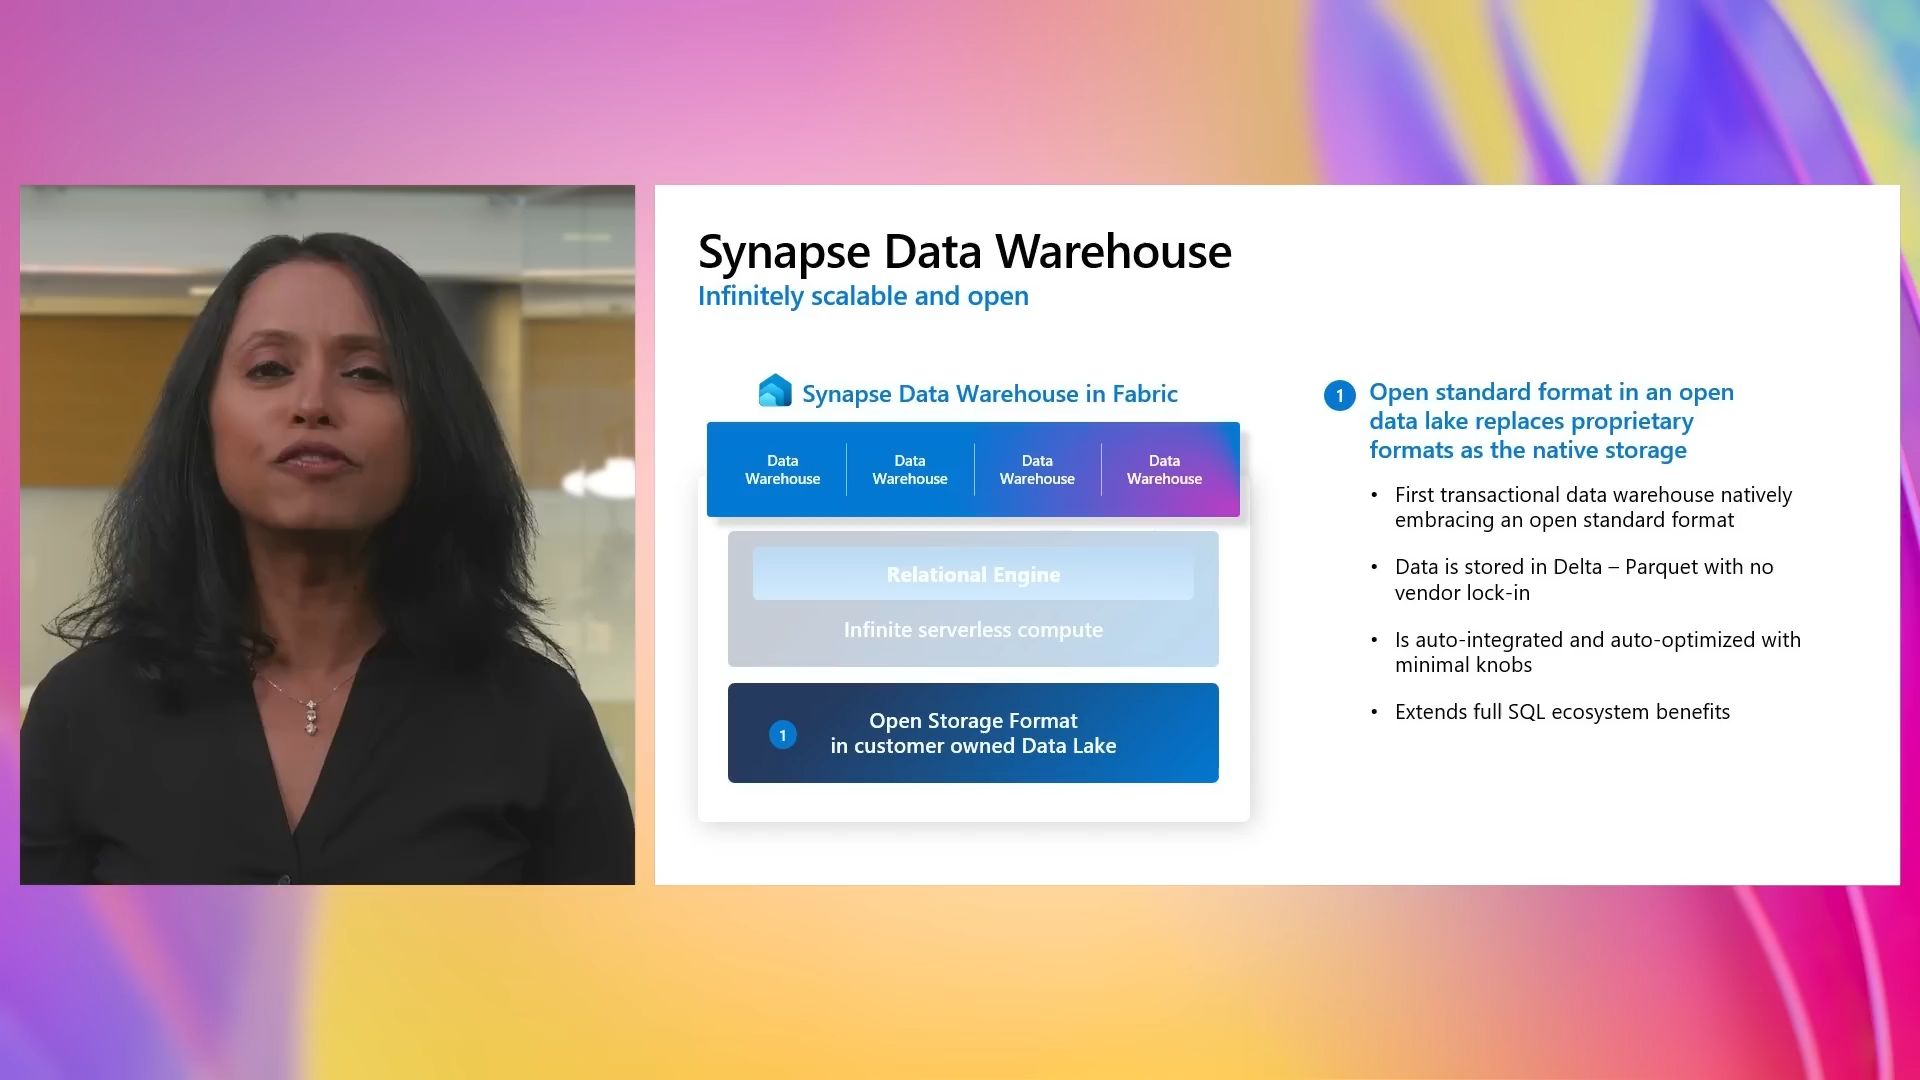 Synapse Data Warehouse
Infinitely scalable and open
Synapse Data Warehouse in Fabric
Data
Warehouse
Data
Warehouse
Data
Warehouse
Data
Warehouse
Relational Engine
Infinite serverless compute
1
Open Storage Format
in customer owned Data Lake
1
Open standard format in an open
data lake replaces proprietary
formats as the native storage
• First transactional data warehouse natively
embracing an open standard format
• Data is stored in Delta – Parquet with no
vendor lock-in
• Is auto-integrated and auto-optimized with
minimal knobs
• Extends full SQL ecosystem benefits